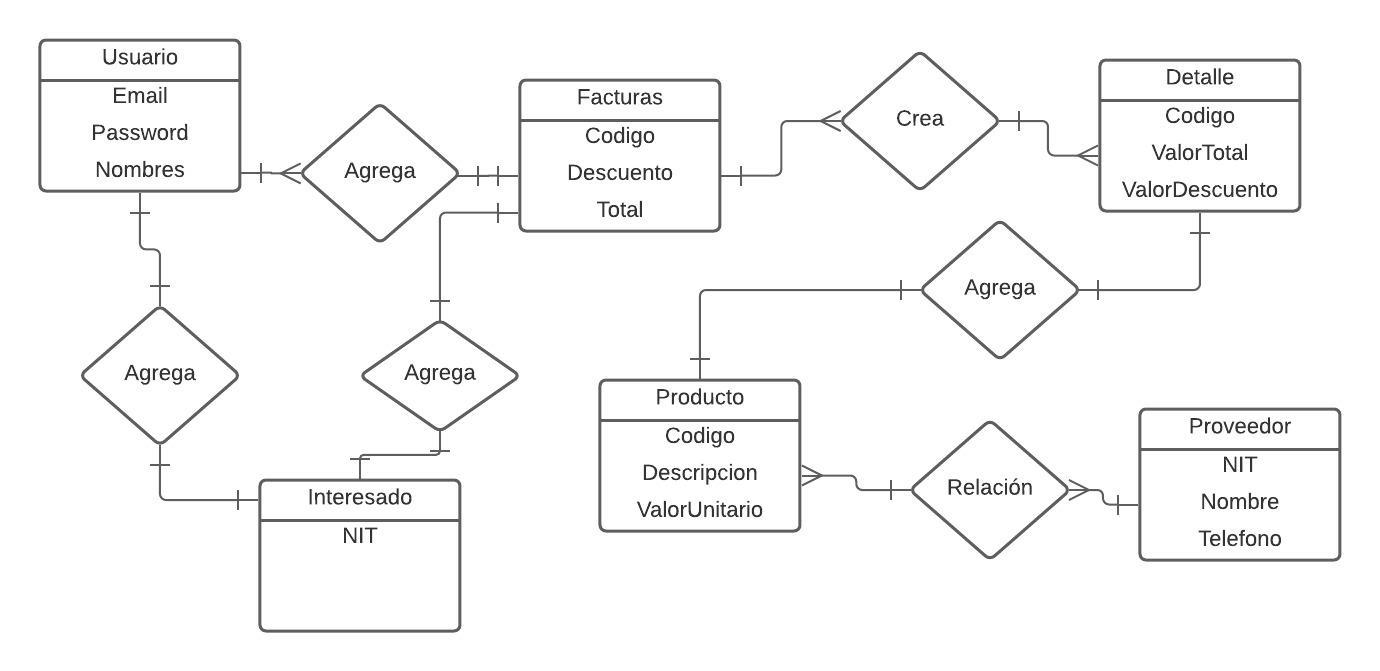 Usuario
Email
Password
Nombres
Agrega
Facturas
Codigo
Descuento
Total
Crea
Detalle
Codigo
ValorTotal
ValorDescuento
Agrega
Agrega
Agrega
Interesado
NIT
Producto
Codigo
Descripcion
ValorUnitario
Relación
Proveedor
NIT
Nombre
Telefono